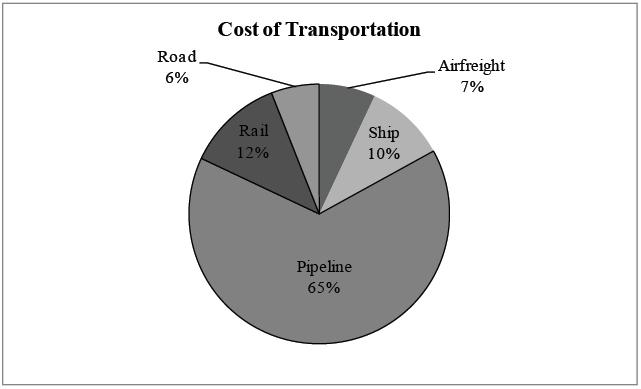 Cost of Transportation
Road
6%
Airfreight
7%
Rail
12%
Ship
10%
Pipeline
65%